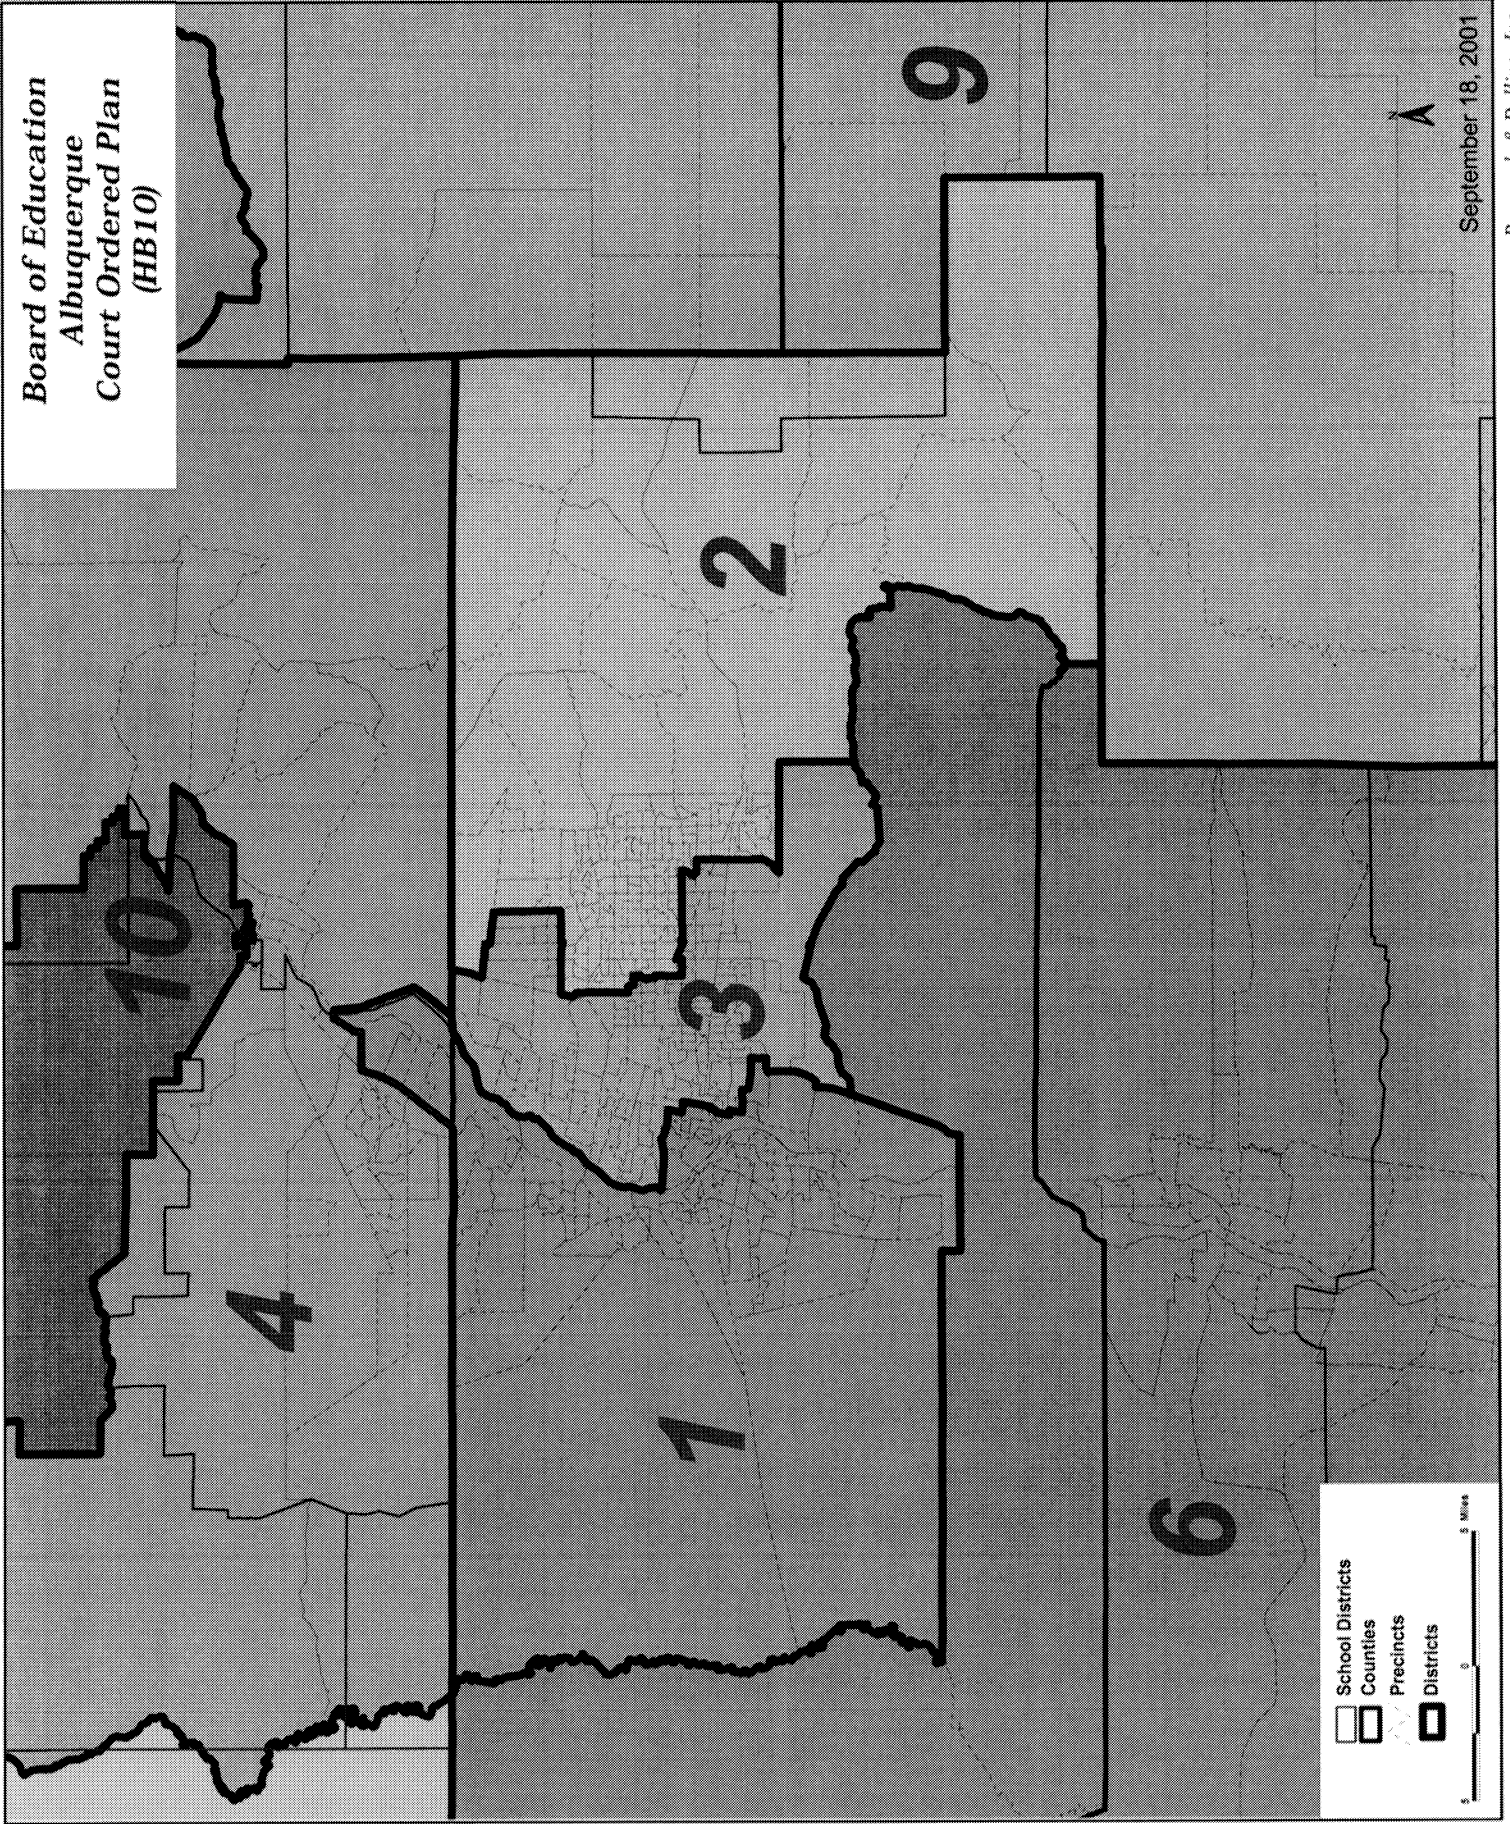 Board of Education
Albuquerque
Court Ordered Plan
(HB10)
10
4
9
2
3
1
6
School Districts
Counties
Precincts
Districts
5 0 5 Miles
N
September 18, 2001